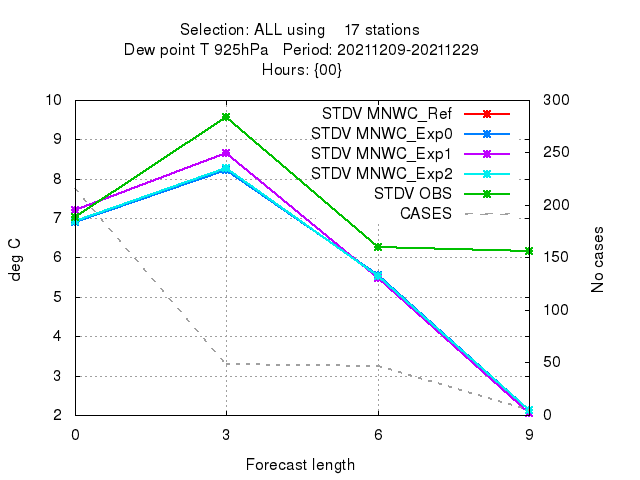 Selection: ALL using 17 stations
Dew point T 925hPa Period: 20211209-20211229
Hours: {00}
10
9
8
7
6
5
4
3
2
300
250
200
150
100
50
0
STDV MNWC_Ref
STDV MNWC_Exp0
STDV MNWC_Exp1
STDV MNWC_Exp2
STDV OBS
CASES
deg C
No cases
0
3
6
9
Forecast length